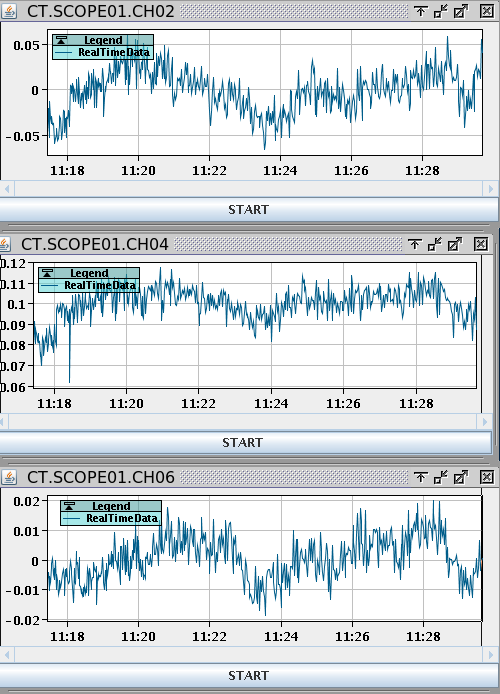 CT.SCOPE01.CH02
Legend
RealTimeData
0.05
0
-0.05
11:18 11:20 11:22 11:24 11:26 11:28
START
CT.SCOPE01.CH04
Legend
RealTimeData
0.12
0.11
0.1
0.09
0.08
0.07
0.06
11:18 11:20 11:22 11:24 11:26 11:28
START
CT.SCOPE01.CH06
Legend
RealTimeData
0.02
0.01
0
-0.01
-0.02
11:18 11:20 11:22 11:24 11:26 11:28
START